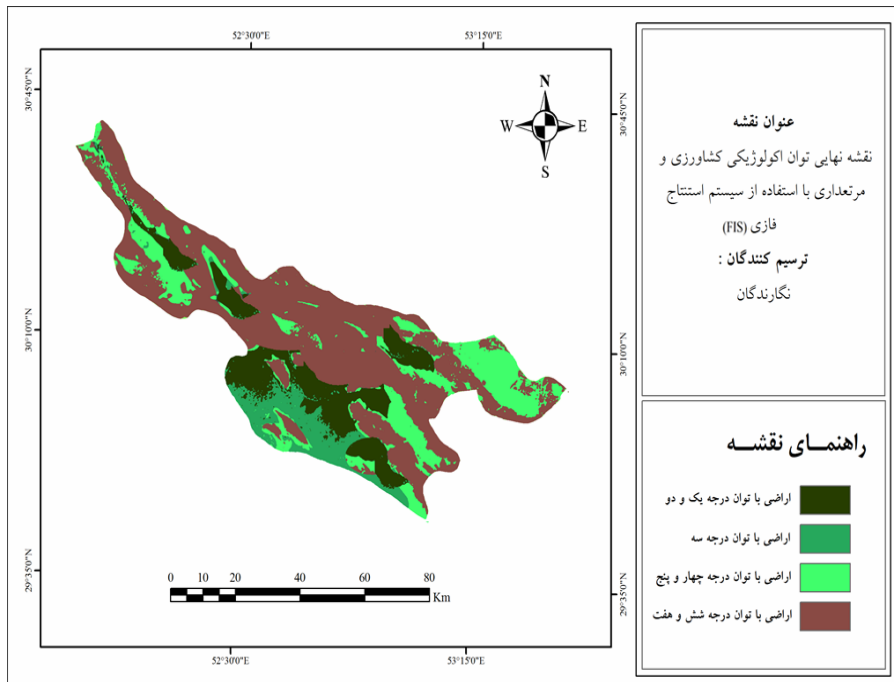 52°30'0"E
53°15'0"E
30°45'0"N
30°45'0"N
N
W
E
S
30°10'0"N
30°10'0"N
29°35'0"N
29°35'0"N
0 10 20 40 60 80
Km
52°30'0"E
53°15'0"E
عنوان نقشه
نقشه نهایی توان اکولوژیکی کشاورزی و
مرتعداری با استفاده از سیستم استنتاج
فازی (FIS)
ترسیم کنندگان :
نگارندگان
راهنمـای نقشــه
اراضی با توان درجه یک و دو
اراضی با توان درجه سه
اراضی با توان درجه چهار و پنج
اراضی با توان درجه شش و هفت